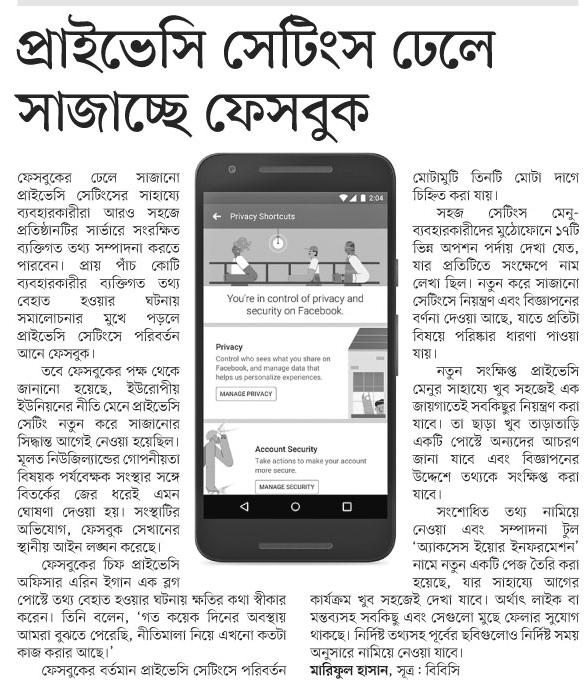 প্রাইভেসি সেটিংস ঢেলে
সাজাচ্ছে ফেসবুক
ফেসবুকের ঢেলে সাজানো
প্রাইভেসি সেটিংসের সাহায্যে
ব্যবহারকারীরা আরও সহজে
প্রতিষ্ঠানটির সার্ভারে সংরক্ষিত
ব্যক্তিগত তথ্য সম্পাদনা করতে
পারবেন। প্রায় পাঁচ কোটি
ব্যবহারকারীর ব্যক্তিগত তথ্য
বেহাত হওয়ার ঘটনায়
সমালোচনার মুখে পড়লে
প্রাইভেসি সেটিংসে পরিবর্তন
আনে ফেসবুক।
তবে ফেসবুকের পক্ষ থেকে
জানানো হয়েছে, ইউরোপীয়
ইউনিয়নের নীতি মেনে প্রাইভেসি
সেটিং নতুন করে সাজানোর
সিদ্ধান্ত আগেই নেওয়া হয়েছিল।
মূলত নিউজিল্যান্ডের গোপনীয়তা
বিষয়ক পর্যবেক্ষক সংস্থার সঙ্গে
বিতর্কের জের ধরেই এমন
ঘোষণা দেওয়া হয়। সংস্থাটির
অভিযোগ, ফেসবুক সেখানের
স্থানীয় আইন লঙ্ঘন করেছে।
ফেসবুকের চিফ প্রাইভেসি
অফিসার এরিন ইগান এক ব্লগ
পোস্টে তথ্য বেহাত হওয়ার ঘটনায় ক্ষতির কথা স্বীকার
করেন। তিনি বলেন, ‘গত কয়েক দিনের অবস্থায়
আমরা বুঝতে পেরেছি, নীতিমালা নিয়ে এখনো কতটা
কাজ করার আছে।’
ফেসবুকের বর্তমান প্রাইভেসি সেটিংসে পরিবর্তন
2:04
Privacy Shortcuts
You're in control of privacy and
security on Facebook.
Privacy
Control who sees what you share on
Facebook, and manage data that
helps us personalize experiences.
MANAGE PRIVACY
Account Security
Take actions to make your account
more secure.
MANAGE SECURITY
মোটামুটি তিনটি মোটা দাগে
চিহ্নিত করা যায়।
সহজ সেটিংস মেনু-
ব্যবহারকারীদের মুঠোফোনে ১৭টি
ভিন্ন অপশন পর্দায় দেখা যেত,
যার প্রতিটিতে সংক্ষেপে নাম
লেখা ছিল। নতুন করে সাজানো
সেটিংসে নিয়ন্ত্রণ এবং বিজ্ঞাপনের
বর্ণনা দেওয়া আছে, যাতে প্রতিটা
বিষয়ে পরিষ্কার ধারণা পাওয়া
যায়।
নতুন সংক্ষিপ্ত প্রাইভেসি
মেনুর সাহায্যে খুব সহজেই এক
জায়গাতেই সবকিছুর নিয়ন্ত্রণ করা
যাবে। তা ছাড়া খুব তাড়াতাড়ি
একটি পোস্টে অন্যদের আচরণ
জানা যাবে এবং বিজ্ঞাপনের
উদ্দেশে তথ্যকে সংক্ষিপ্ত করা
যাবে।
সংশোধিত তথ্য নামিয়ে
নেওয়া এবং সম্পাদনা টুল
‘অ্যাকসেস ইয়োর ইনফরমেশন’
নামে নতুন একটি পেজ তৈরি করা
হয়েছে, যার সাহায্যে আগের
কার্যক্রম খুব সহজেই দেখা যাবে। অর্থাৎ লাইক বা
মন্তব্যসহ সবকিছু এবং সেগুলো মুছে ফেলার সুযোগ
থাকছে। নির্দিষ্ট তথ্যসহ পূর্বের ছবিগুলোও নির্দিষ্ট সময়
অনুসারে নামিয়ে নেওয়া যাবে।
মারিফুল হাসান, সূত্র : বিবিসি